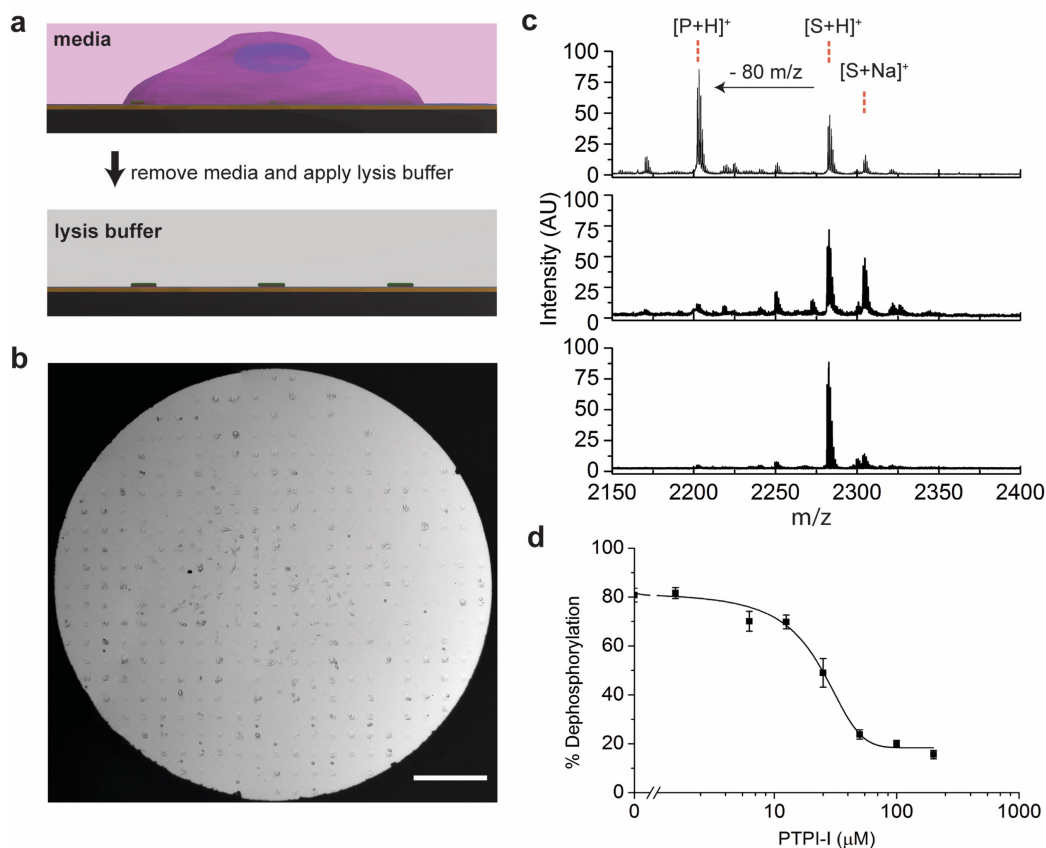 a
media
remove media and apply lysis buffer
lysis buffer
b
c
[P+H]⁺
[S+H]⁺
- 80 m/z
[S+Na]⁺
100
75
50
25
0
100
75
50
25
0
100
75
50
25
0
Intensity (AU)
2150 2200 2250 2300 2350 2400
m/z
d
100
80
60
40
20
0
% Dephosphorylation
0 10 100 1000
PTPI-I (µM)